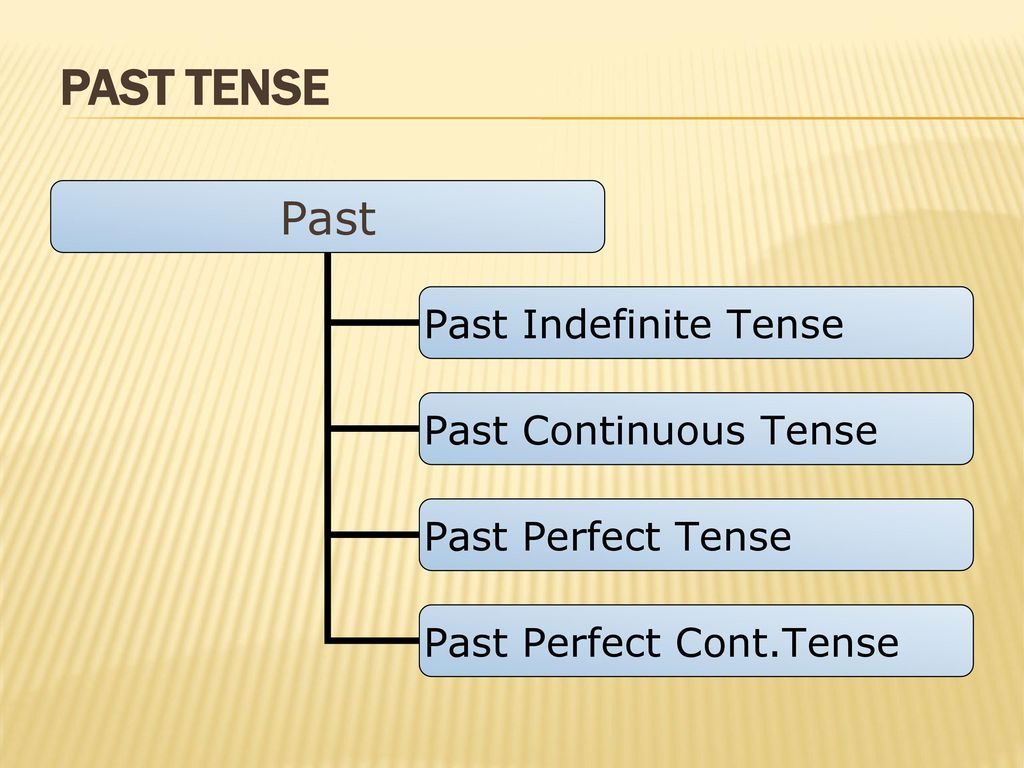 PAST TENSE
Past
Past Indefinite Tense
Past Continuous Tense
Past Perfect Tense
Past Perfect Cont.Tense